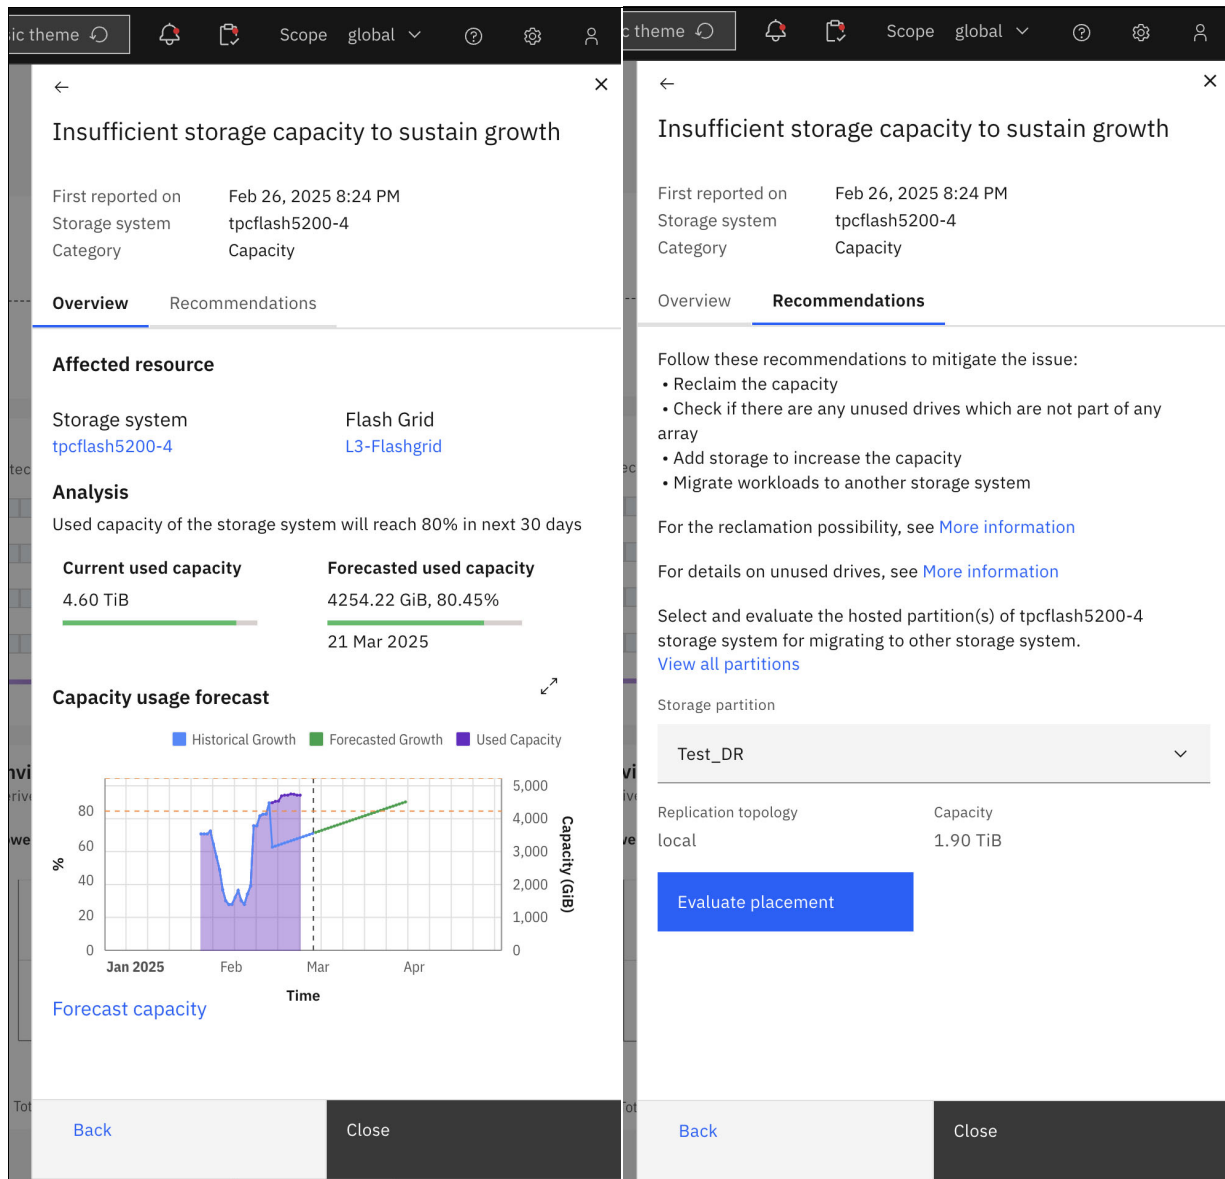 sic theme
Scope global
Insufficient storage capacity to sustain growth
First reported on Feb 26, 2025 8:24 PM
Storage system tpcflash5200-4
Category Capacity
Overview Recommendations
Affected resource
Storage system Flash Grid
tpcflash5200-4 L3-Flashgrid
Analysis
Used capacity of the storage system will reach 80% in next 30 days
Current used capacity Forecasted used capacity
4.60 TiB 4254.22 GiB, 80.45%
21 Mar 2025
Capacity usage forecast
Historical Growth Forecasted Growth Used Capacity
5,000
80 4,000
60 3,000
40 2,000
20 1,000
0 0
%
Capacity (GiB)
Jan 2025 Feb Mar Apr
Time
Forecast capacity
Back Close
c theme
Scope global
Insufficient storage capacity to sustain growth
First reported on Feb 26, 2025 8:24 PM
Storage system tpcflash5200-4
Category Capacity
Overview Recommendations
Follow these recommendations to mitigate the issue:
• Reclaim the capacity
• Check if there are any unused drives which are not part of any
array
• Add storage to increase the capacity
• Migrate workloads to another storage system
For the reclamation possibility, see More information
For details on unused drives, see More information
Select and evaluate the hosted partition(s) of tpcflash5200-4
storage system for migrating to other storage system.
View all partitions
Storage partition
Test_DR
Replication topology Capacity
local 1.90 TiB
Evaluate placement
Back Close